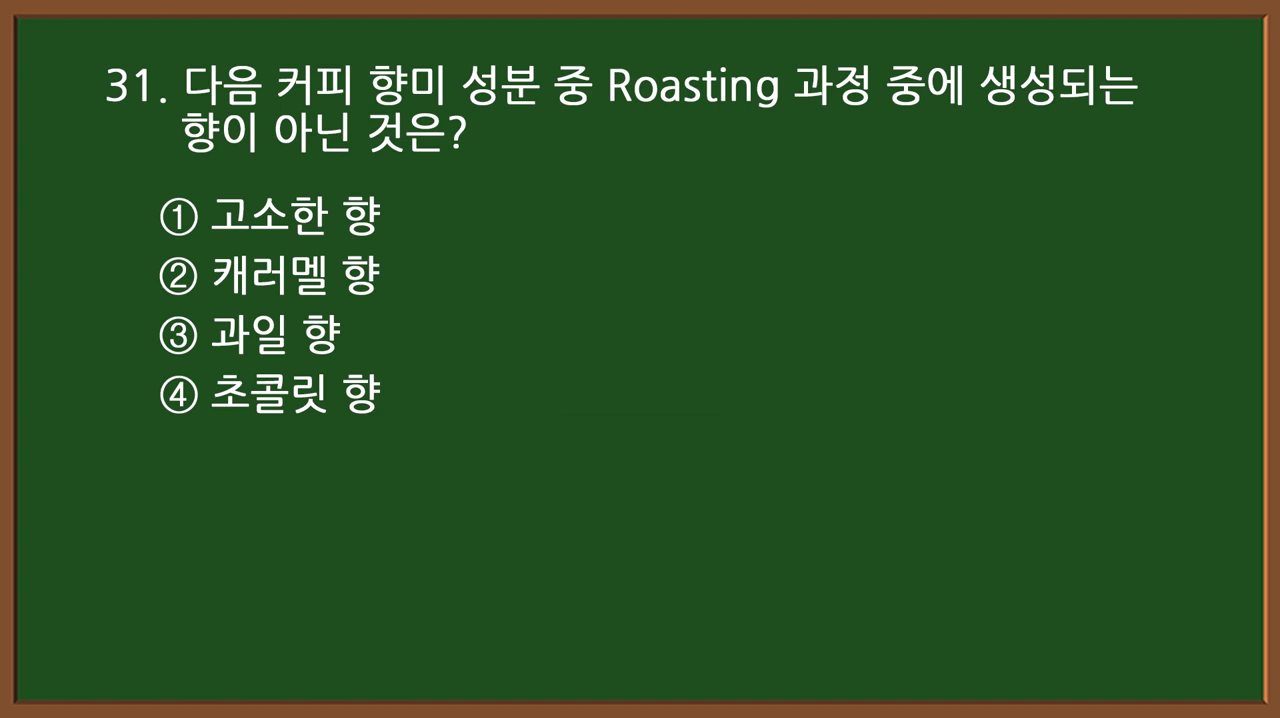 31. 다음 커피 향미 성분 중 Roasting 과정 중에 생성되는
향이 아닌 것은?
① 고소한 향
② 캐러멜 향
③ 과일 향
④ 초콜릿 향